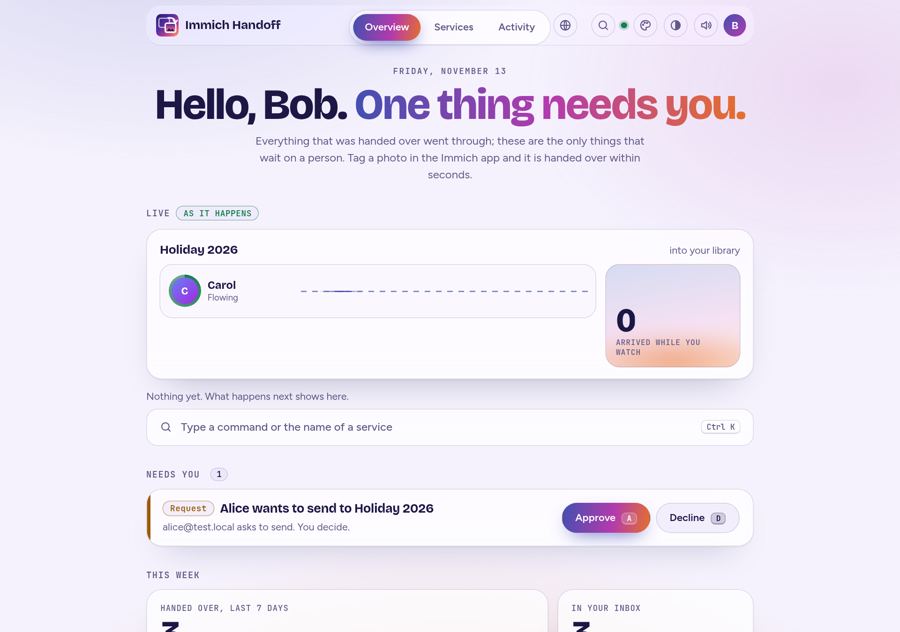 Immich Handoff
Overview
Services
Activity
B
FRIDAY, NOVEMBER 13
Hello, Bob. One thing needs you.
Everything that was handed over went through; these are the only things that
wait on a person. Tag a photo in the Immich app and it is handed over within
seconds.
LIVE AS IT HAPPENS
Holiday 2026
into your library
C
Carol
Flowing
0
ARRIVED WHILE YOU
WATCH
Nothing yet. What happens next shows here.
Type a command or the name of a service
Ctrl K
NEEDS YOU 1
Request Alice wants to send to Holiday 2026
alice@test.local asks to send. You decide.
Approve A
Decline D
THIS WEEK
HANDED OVER, LAST 7 DAYS
IN YOUR INBOX